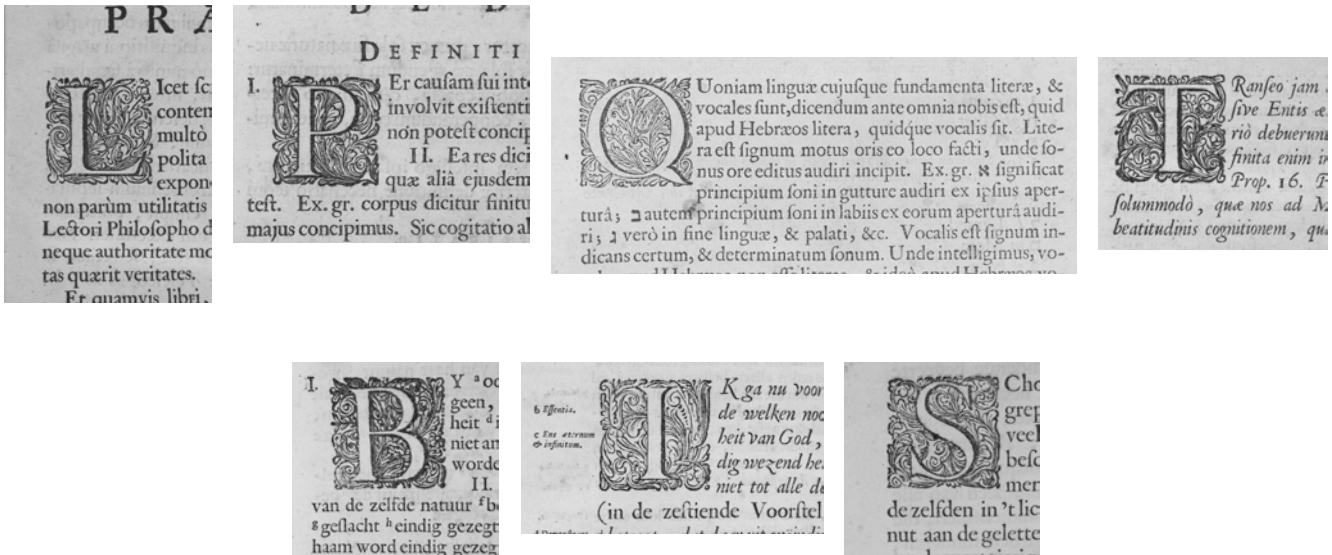 P R Æ
L Icet sc
conten
multò
polita
expon
non parùm utilitatis
Lectori Philosopho d
neque authoritate mo
tas quærit veritates.
Et quamvis libri,
D E D
D E F I N I T I
I. P Er causam sui int
involvit existenti
non potest concip
II. Ea res dici
quæ aliâ ejusdem
test. Ex. gr. corpus dicitur finitu
majus concipimus. Sic cogitatio al
Q Uoniam linguæ cujusque fundamenta literæ, &
vocales sunt, dicendum ante omnia nobis est, quid
apud Hebræos litera, quidque vocalis sit. Lite-
ra est signum motus oris eo loco facti, unde so-
nus ore editus audiri incipit. Ex. gr. א significat
principium soni in gutture audiri ex ipsius aper-
turâ; ב autem principium soni in labiis ex eorum aperturâ audi-
ri; ג verò in fine linguæ, & palati, &c. Vocalis est signum in-
dicans certum, & determinatum sonum. Unde intelligimus, vo-
T Ranseo jam
sive Entis æ
riò debuerun
finita enim in
Prop. 16.
solummodò, quæ nos ad M
beatitudinis cognitionem, qua
I. B Y ᵃ oo
geen,
heit ᵈ i
niet an
worde
II.
van de zelfde natuur ᶠ b
ᵍ geslacht ʰ eindig gezegt
haam word eindig gezeg
b Essentia.
c Ens æternum
& infinitum.
I K ga nu voor
de welken noo
heit van God,
dig wezend he
niet tot alle de
(in de zestiende Voorstel
S Cho
grep
veel
besc
mer
de zelfden in 't lic
nut aan de gelette